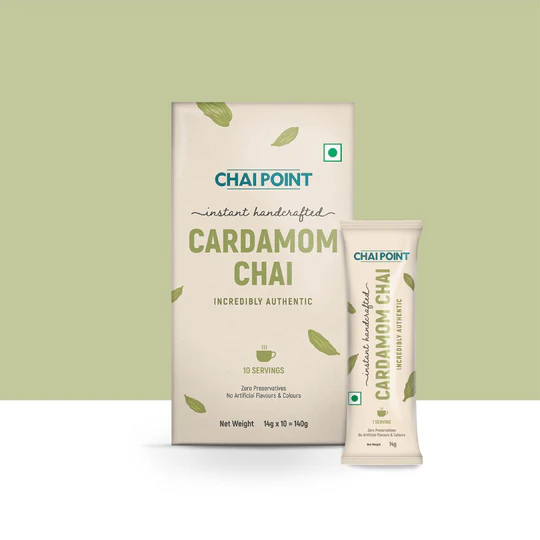 CHAI POINT
instant handcrafted
CARDAMOM
CHAI
INCREDIBLY AUTHENTIC
10 SERVINGS
Zero Preservatives
No Artificial Flavours & Colours
Net Weight 14g x 10 = 140g
CHAI POINT
instant handcrafted
CARDAMOM CHAI
INCREDIBLY AUTHENTIC
1 SERVING
Zero Preservatives
No Artificial Flavours & Colours
Net Weight 14g